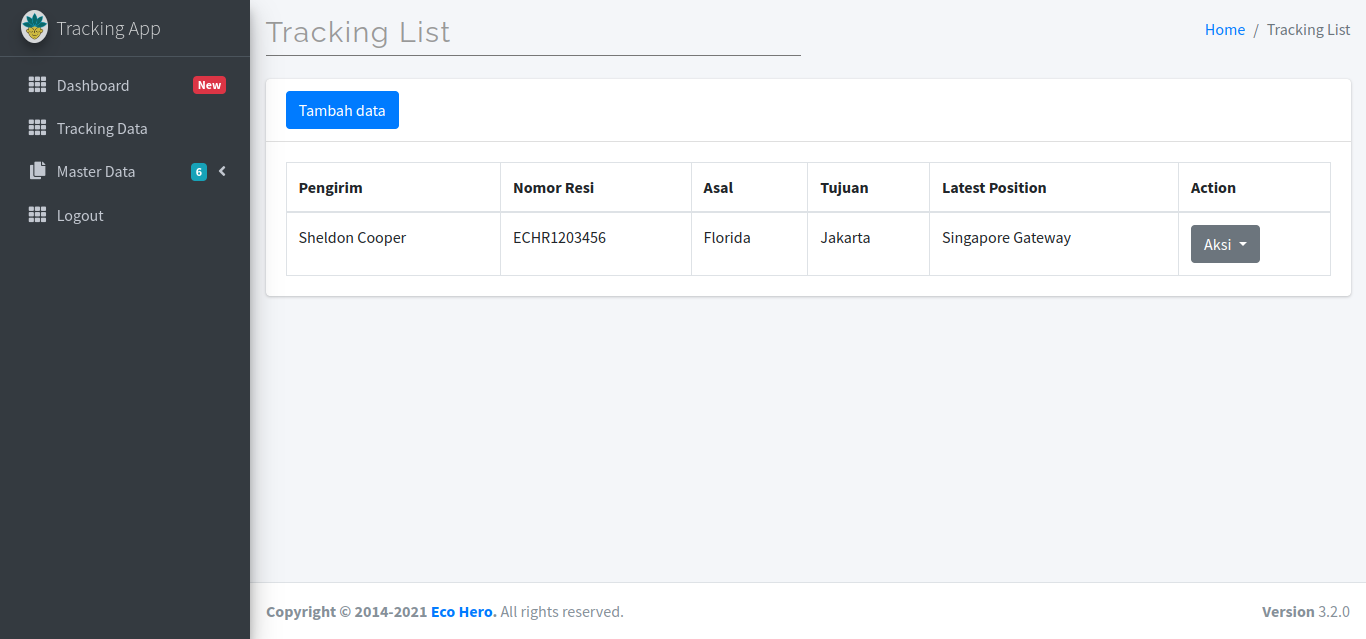 Tracking App
Dashboard New
Tracking Data
Master Data 6
Logout
Tracking List
Home / Tracking List
Tambah data
Pengirim Nomor Resi Asal Tujuan Latest Position Action
Sheldon Cooper ECHR1203456 Florida Jakarta Singapore Gateway Aksi
Copyright © 2014-2021 Eco Hero. All rights reserved.
Version 3.2.0